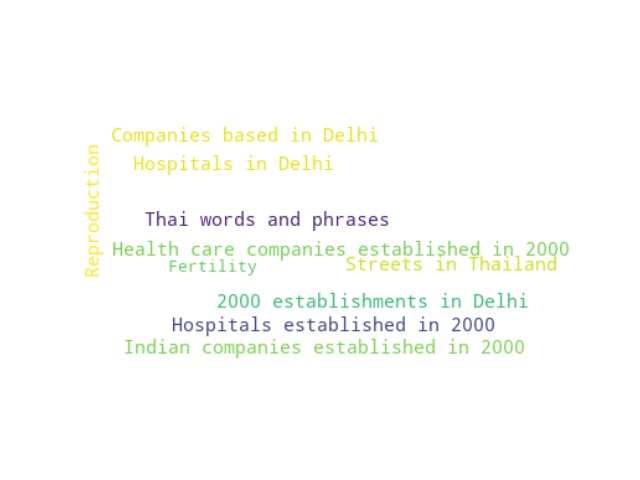 Companies based in Delhi
Hospitals in Delhi
Reproduction
Thai words and phrases
Health care companies established in 2000
Fertility
Streets in Thailand
2000 establishments in Delhi
Hospitals established in 2000
Indian companies established in 2000